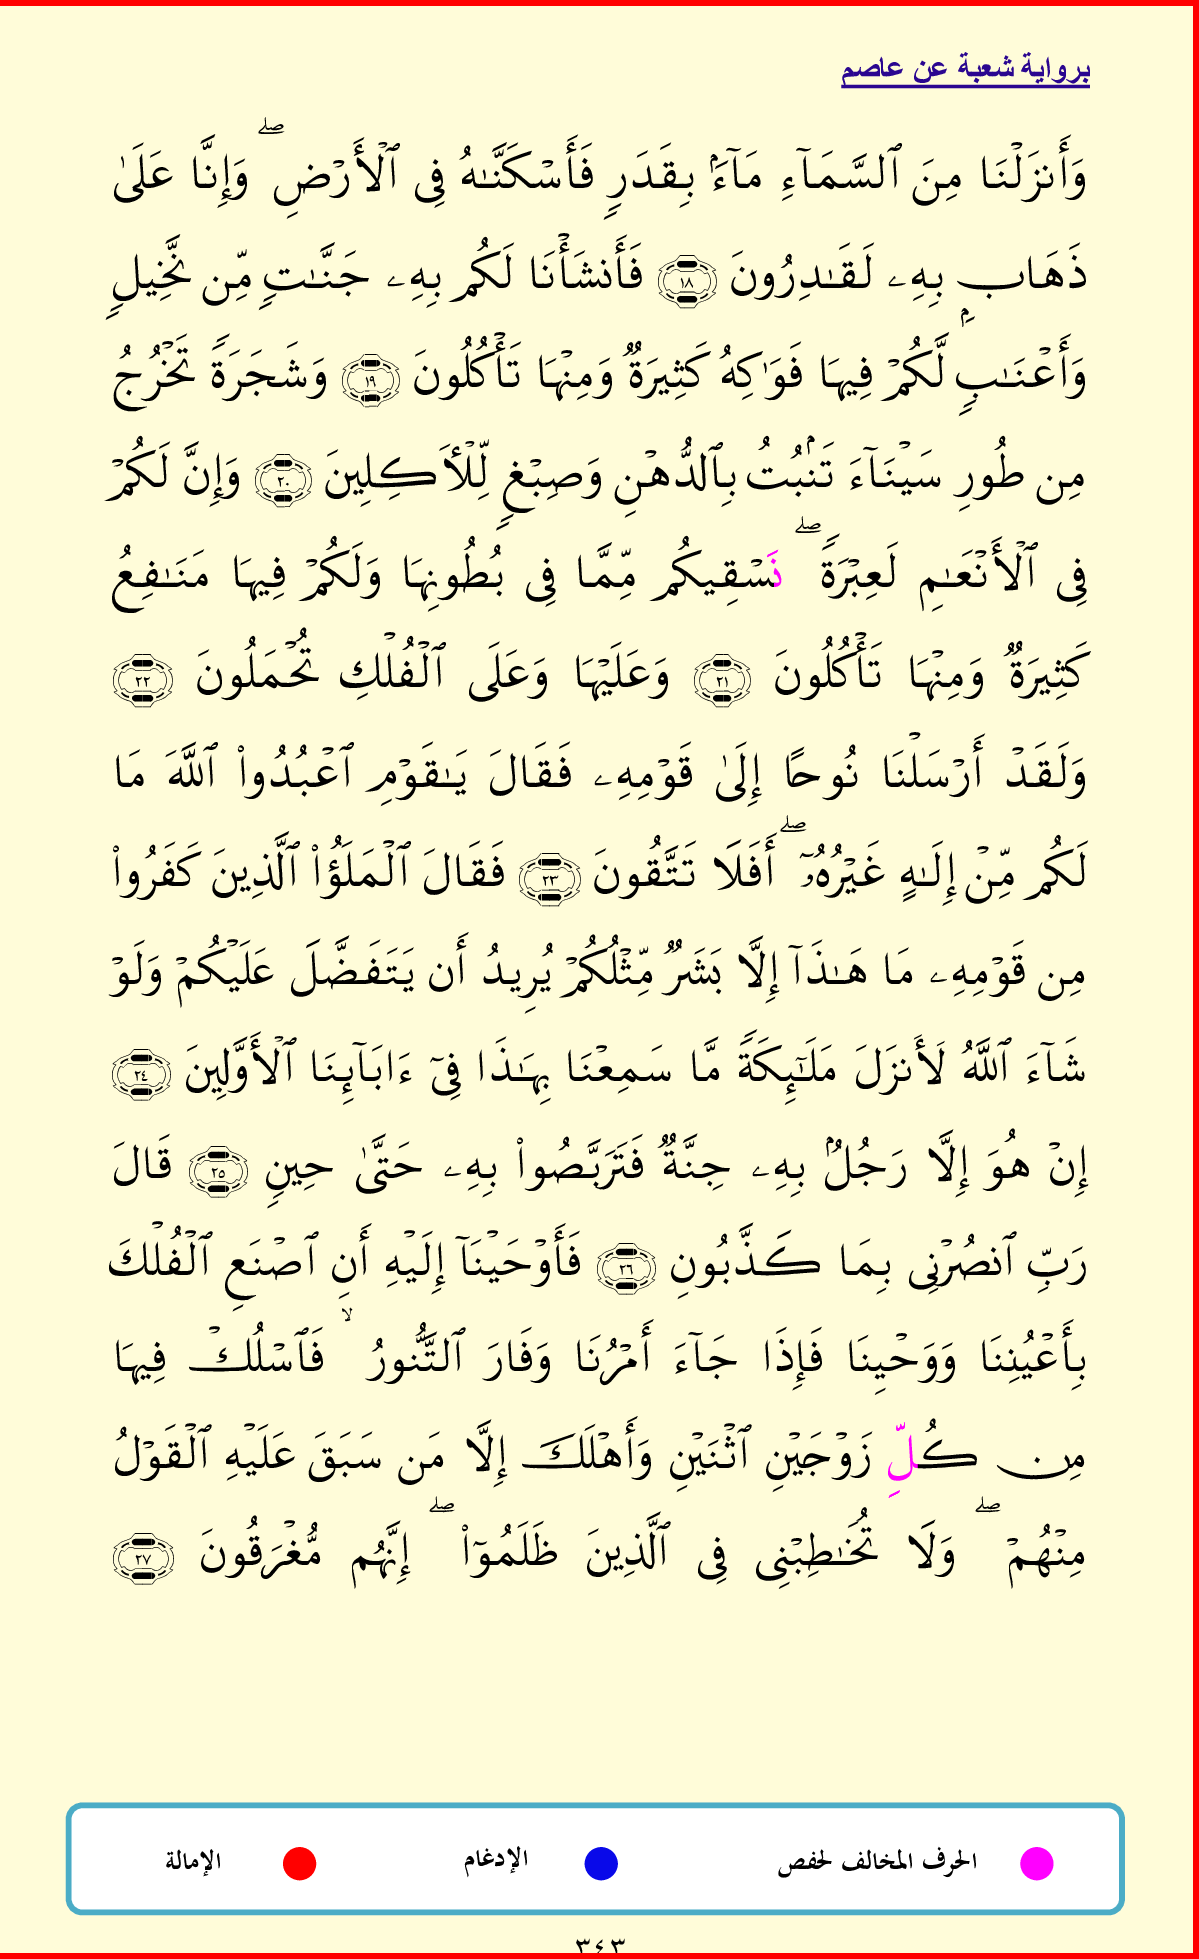 برواية شعبة عن عاصم
وَأَنزَلۡنَا مِنَ ٱلسَّمَآءِ مَآءَۢ بِقَدَرٖ فَأَسۡكَنَّـٰهُ فِى ٱلۡأَرۡضِۖ وَإِنَّا عَلَىٰ
ذَهَابِۭ بِهِۦ لَقَـٰدِرُونَ ١٨ فَأَنشَأۡنَا لَكُم بِهِۦ جَنَّـٰتٖ مِّن نَّخِيلٖ
وَأَعۡنَـٰبٖ لَّكُمۡ فِيهَا فَوَٰكِهُ كَثِيرَةٞ وَمِنۡهَا تَأۡكُلُونَ ١٩ وَشَجَرَةٗ تَخۡرُجُ
مِن طُورِ سَيۡنَآءَ تَنۢبُتُ بِٱلدُّهۡنِ وَصِبۡغٖ لِّلۡأَكِلِينَ ٢٠ وَإِنَّ لَكُمۡ
فِى ٱلۡأَنۡعَـٰمِ لَعِبۡرَةٗۖ نَسۡقِيكُم مِّمَّا فِى بُطُونِهَا وَلَكُمۡ فِيهَا مَنَـٰفِعُ
كَثِيرَةٞ وَمِنۡهَا تَأۡكُلُونَ ٢١ وَعَلَيۡهَا وَعَلَى ٱلۡفُلۡكِ تُحۡمَلُونَ ٢٢
وَلَقَدۡ أَرۡسَلۡنَا نُوحًا إِلَىٰ قَوۡمِهِۦ فَقَالَ يَـٰقَوۡمِ ٱعۡبُدُواْ ٱللَّهَ مَا
لَكُم مِّنۡ إِلَـٰهٍ غَيۡرُهُۥٓۖ أَفَلَا تَتَّقُونَ ٢٣ فَقَالَ ٱلۡمَلَؤُاْ ٱلَّذِينَ كَفَرُواْ
مِن قَوۡمِهِۦ مَا هَـٰذَآ إِلَّا بَشَرٞ مِّثۡلُكُمۡ يُرِيدُ أَن يَتَفَضَّلَ عَلَيۡكُمۡ وَلَوۡ
شَآءَ ٱللَّهُ لَأَنزَلَ مَلَـٰٓئِكَةٗ مَّا سَمِعۡنَا بِهَـٰذَا فِىٓ ءَابَآئِنَا ٱلۡأَوَّلِينَ ٢٤
إِنۡ هُوَ إِلَّا رَجُلُۢ بِهِۦ جِنَّةٞ فَتَرَبَّصُواْ بِهِۦ حَتَّىٰ حِينٖ ٢٥ قَالَ
رَبِّ ٱنصُرۡنِى بِمَا كَذَّبُونِ ٢٦ فَأَوۡحَيۡنَآ إِلَيۡهِ أَنِ ٱصۡنَعِ ٱلۡفُلۡكَ
بِأَعۡيُنِنَا وَوَحۡيِنَا فَإِذَا جَآءَ أَمۡرُنَا وَفَارَ ٱلتَّنُّورُۙ فَٱسۡلُكۡ فِيهَا
مِن كُلِّ زَوۡجَيۡنِ ٱثۡنَيۡنِ وَأَهۡلَكَ إِلَّا مَن سَبَقَ عَلَيۡهِ ٱلۡقَوۡلُ
مِنۡهُمۡۖ وَلَا تُخَـٰطِبۡنِى فِى ٱلَّذِينَ ظَلَمُوٓاْۖ إِنَّهُم مُّغۡرَقُونَ ٢٧
الحرف المخالف لحفص الإدغام الإمالة
٣٤٣